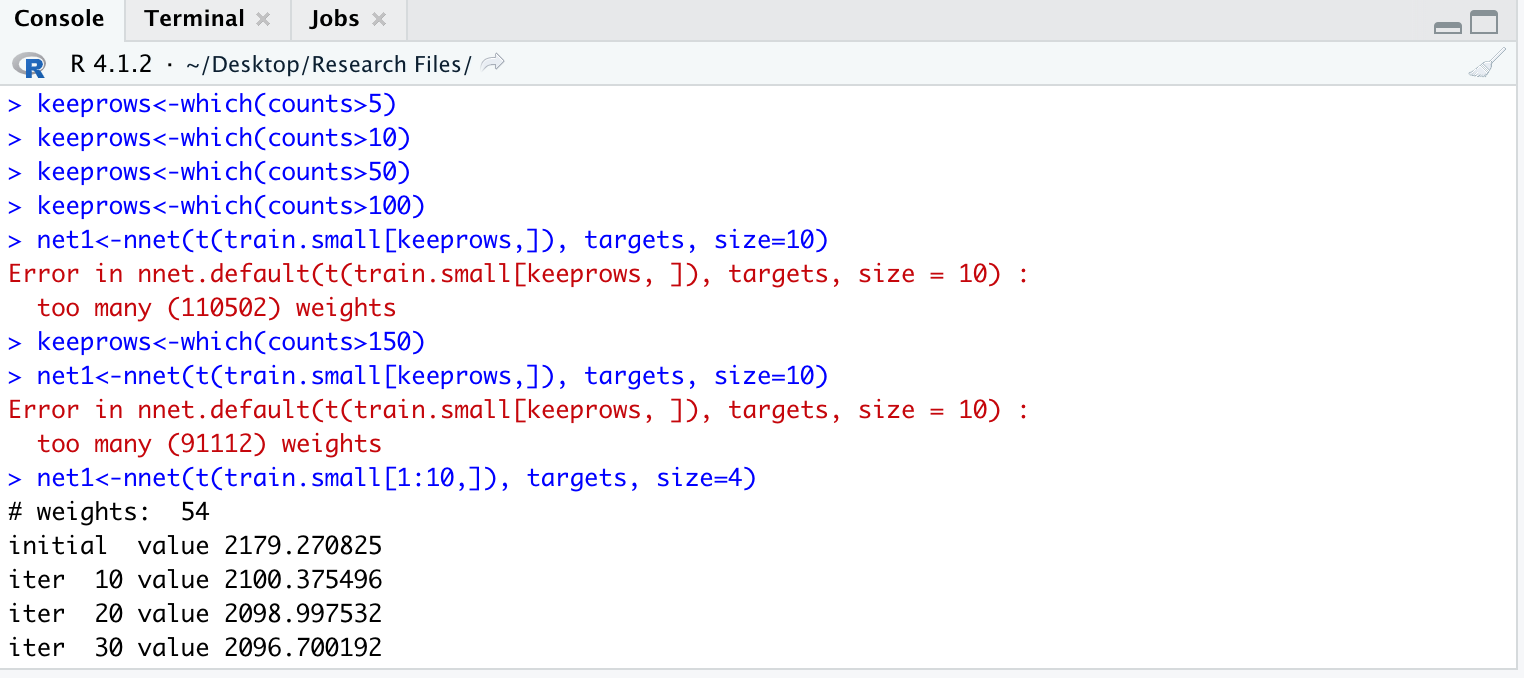 Console Terminal Jobs
R R 4.1.2 · ~/Desktop/Research Files/
> keeprows<-which(counts>5)
> keeprows<-which(counts>10)
> keeprows<-which(counts>50)
> keeprows<-which(counts>100)
> net1<-nnet(t(train.small[keeprows,]), targets, size=10)
Error in nnet.default(t(train.small[keeprows, ]), targets, size = 10) :
  too many (110502) weights
> keeprows<-which(counts>150)
> net1<-nnet(t(train.small[keeprows,]), targets, size=10)
Error in nnet.default(t(train.small[keeprows, ]), targets, size = 10) :
  too many (91112) weights
> net1<-nnet(t(train.small[1:10,]), targets, size=4)
# weights:  54
initial  value 2179.270825
iter  10 value 2100.375496
iter  20 value 2098.997532
iter  30 value 2096.700192